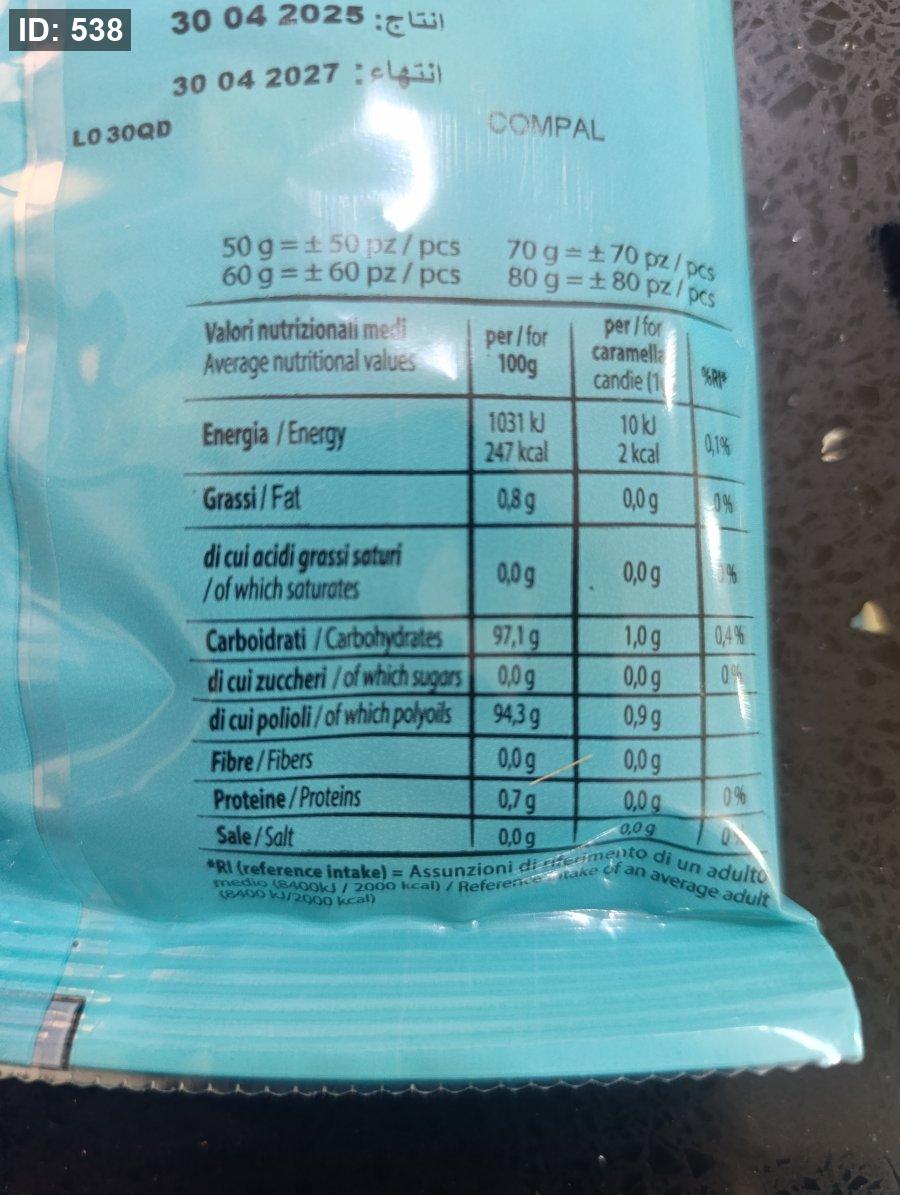 ID: 538
30 04 2025 :انتاج
30 04 2027 :انتهاء
L0 30QD
COMPAL
50 g = ± 50 pz / pcs 70 g = ± 70 pz / pcs
60 g = ± 60 pz / pcs 80 g = ± 80 pz / pcs
Valori nutrizionali medi
Average nutritional values
per / for
100g
per / for
caramella
candie (1
%RI*
Energia / Energy
1031 kJ
247 kcal
10 kJ
2 kcal
0,1%
Grassi / Fat 0,8 g 0,0 g 0%
di cui acidi grassi saturi
/ of which saturates
0,0 g 0,0 g 0%
Carboidrati / Carbohydrates 97,1 g 1,0 g 0,4%
di cui zuccheri / of which sugars 0,0 g 0,0 g 0%
di cui polioli / of which polyoils 94,3 g 0,9 g
Fibre / Fibers 0,0 g 0,0 g
Proteine / Proteins 0,7 g 0,0 g 0%
Sale / Salt 0,0 g 0,0 g 0%
*RI (reference intake) = Assunzioni di riferimento di un adulto
medio (8400kJ / 2000 kcal) / Reference intake of an average adult
(8400 kJ/2000 kcal)